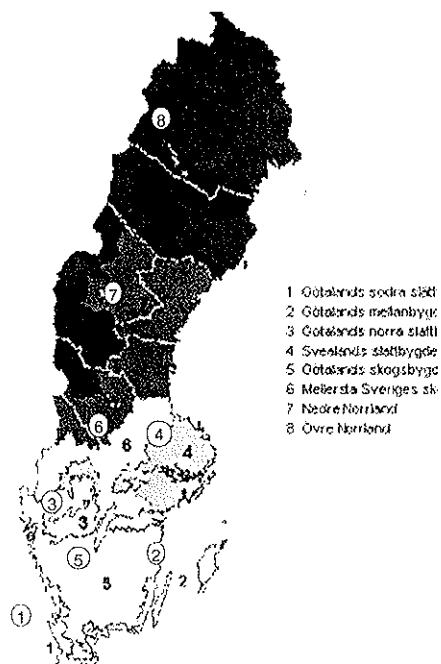 8
7
1 Götalands södra slätt
2 Götalands mellanbygd
3 Götalands norra slättb
4 Svealands slättbygde
5 Götalands skogsbygd
6 Mellersta Sveriges sk
7 Nedre Norrland
8 Övre Norrland
6
4
6
4
3
3
5
2
2
5
1
1